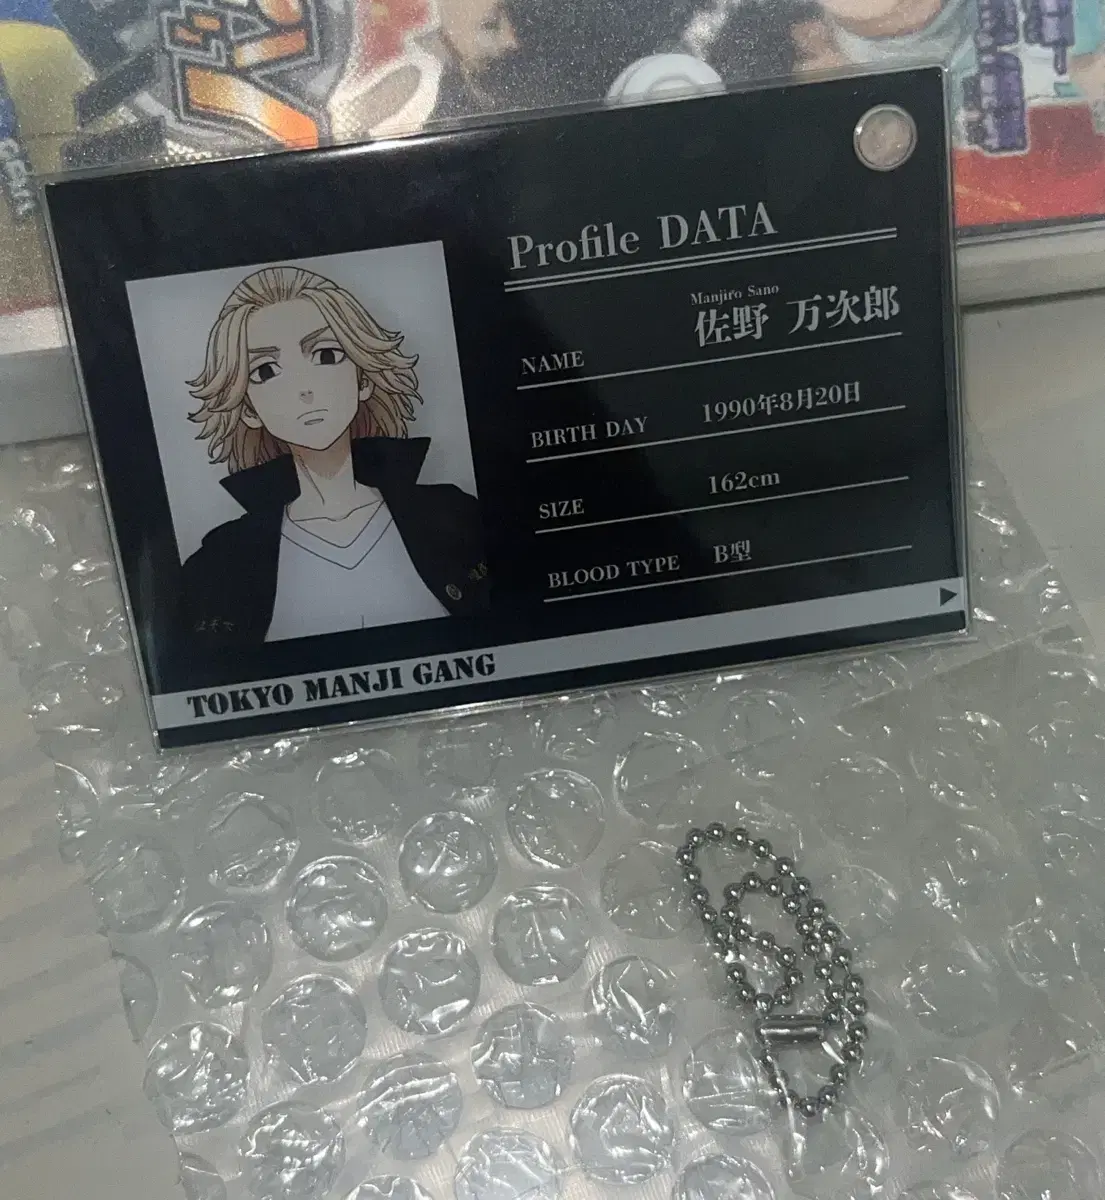 Profile DATA
Manjiro Sano
NAME 佐野 万次郎
BIRTH DAY 1990年8月20日
SIZE 162cm
BLOOD TYPE B型
TOKYO MANJI GANG